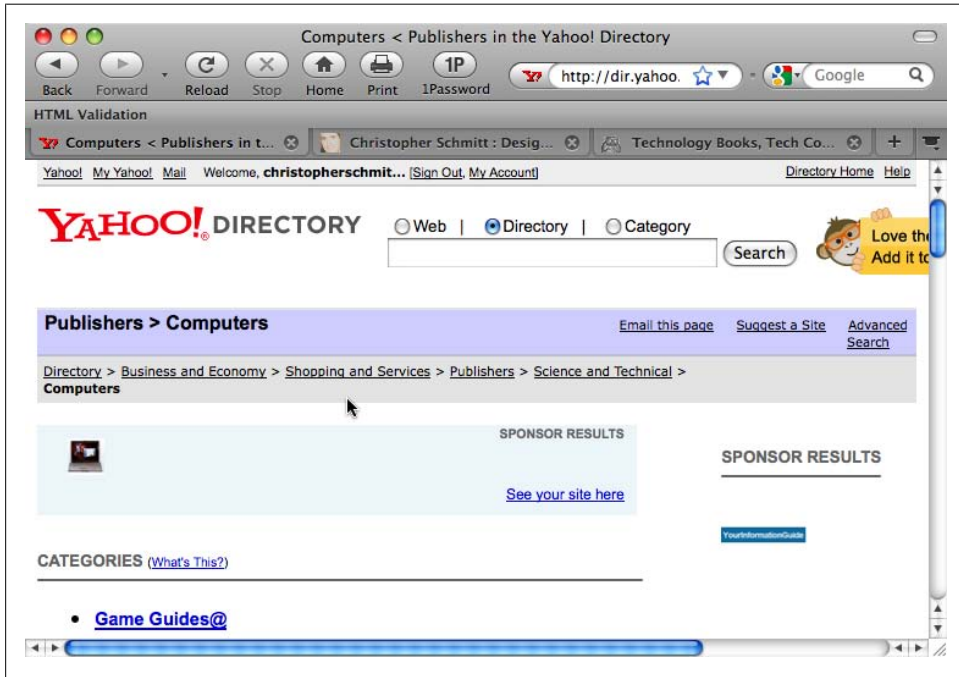 Computers < Publishers in the Yahoo! Directory
1P
http://dir.yahoo.
Google
Back Forward Reload Stop Home Print 1Password
HTML Validation
Computers < Publishers in t... Christopher Schmitt : Desig... Technology Books, Tech Co...
Yahoo! My Yahoo! Mail Welcome, christopherschmit... [Sign Out, My Account] Directory Home Help
YAHOO!® DIRECTORY
Web | Directory | Category
Search
Love the
Add it to
Publishers > Computers
Email this page Suggest a Site Advanced Search
Directory > Business and Economy > Shopping and Services > Publishers > Science and Technical >
Computers
SPONSOR RESULTS
See your site here
SPONSOR RESULTS
YourInformationGuide
CATEGORIES (What's This?)
• Game Guides@